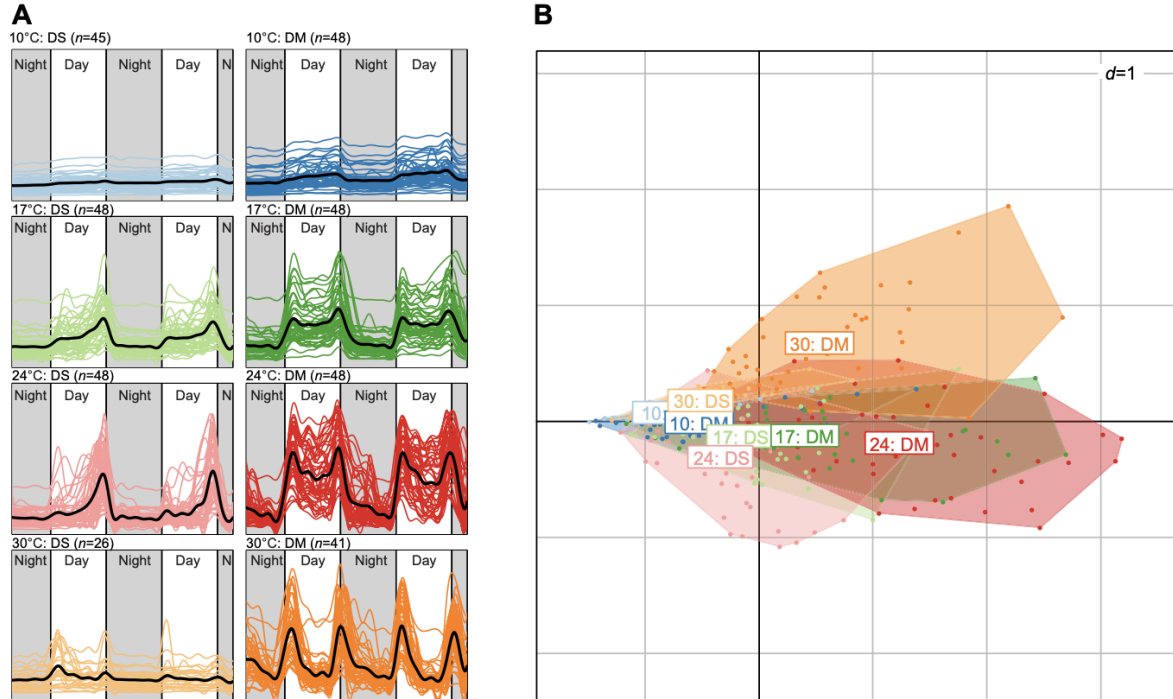 A
B
10°C: DS (n=45)
10°C: DM (n=48)
Night Day Night Day N
Night Day Night Day
17°C: DS (n=48)
17°C: DM (n=48)
Night Day Night Day N
Night Day Night Day
24°C: DS (n=48)
24°C: DM (n=48)
Night Day Night Day N
Night Day Night Day
30°C: DS (n=26)
30°C: DM (n=41)
Night Day Night Day N
Night Day Night Day
d=1
30: DM
30: DS
10:
10: DM
17: DS
17: DM
24: DM
24: DS